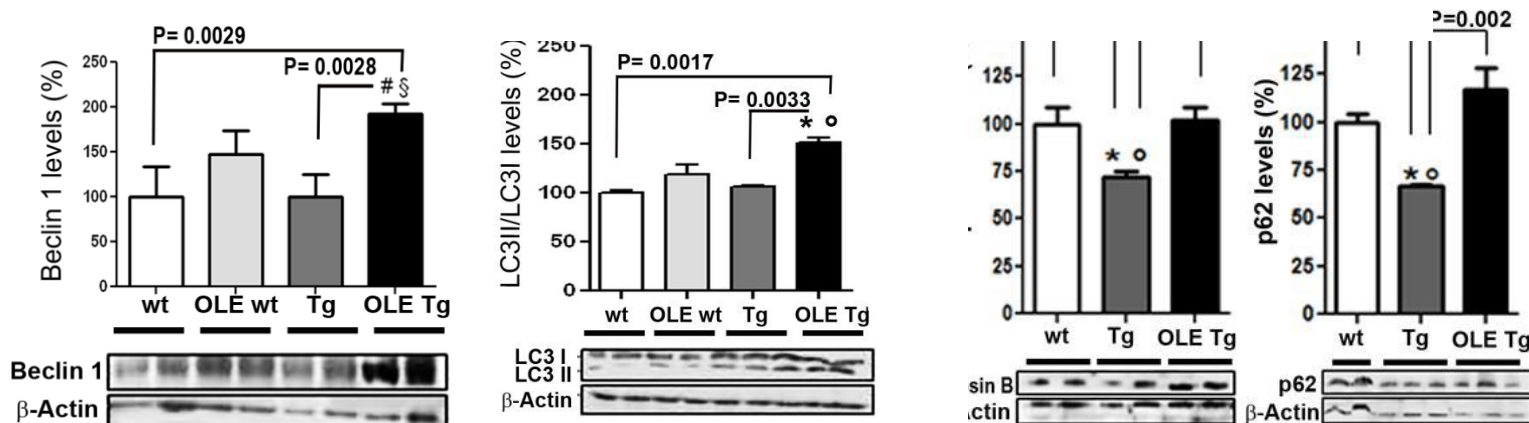 P= 0.0029
P= 0.0028
# §
Beclin 1 levels (%)
250
200
150
100
50
0
wt OLE wt Tg OLE Tg
Beclin 1
β-Actin
P= 0.0017
P= 0.0033
* °
LC3II/LC3I levels (%)
250
200
150
100
50
0
wt OLE wt Tg OLE Tg
LC3 I
LC3 II
β-Actin
125
100
75
50
25
0
* °
wt Tg OLE Tg
sin B
Actin
P=0.002
p62 levels (%)
125
100
75
50
25
0
* °
wt Tg OLE Tg
p62
β-Actin